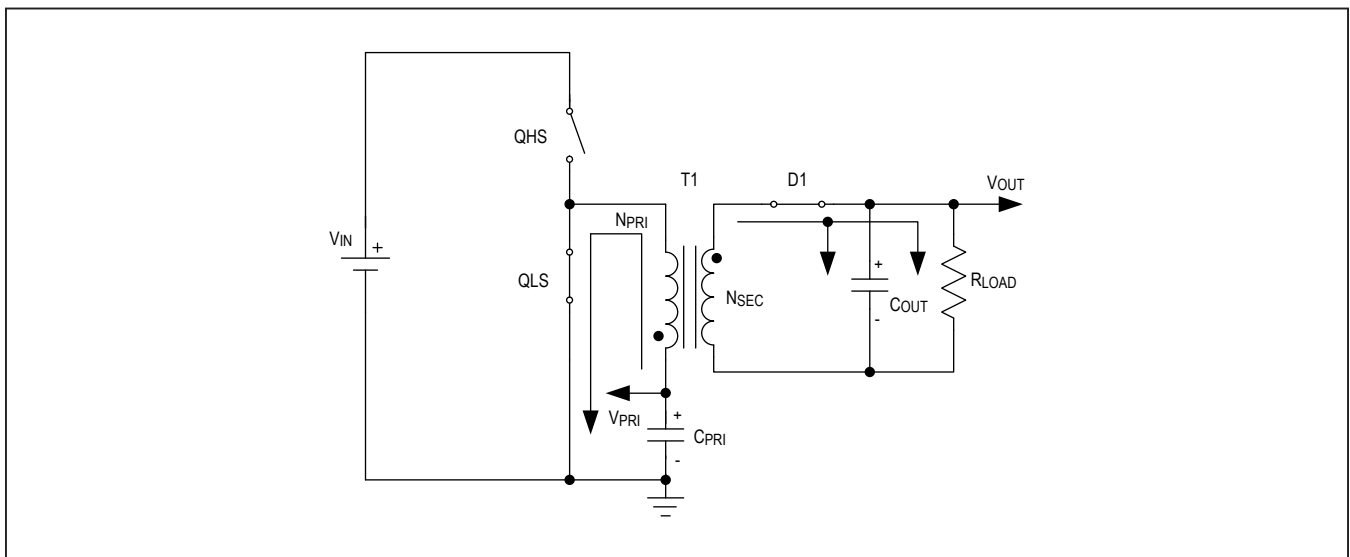 QHS
T1
D1
VOUT
NPRI
VIN
+
QLS
NSEC
+
COUT
-
RLOAD
VPRI
+
CPRI
-